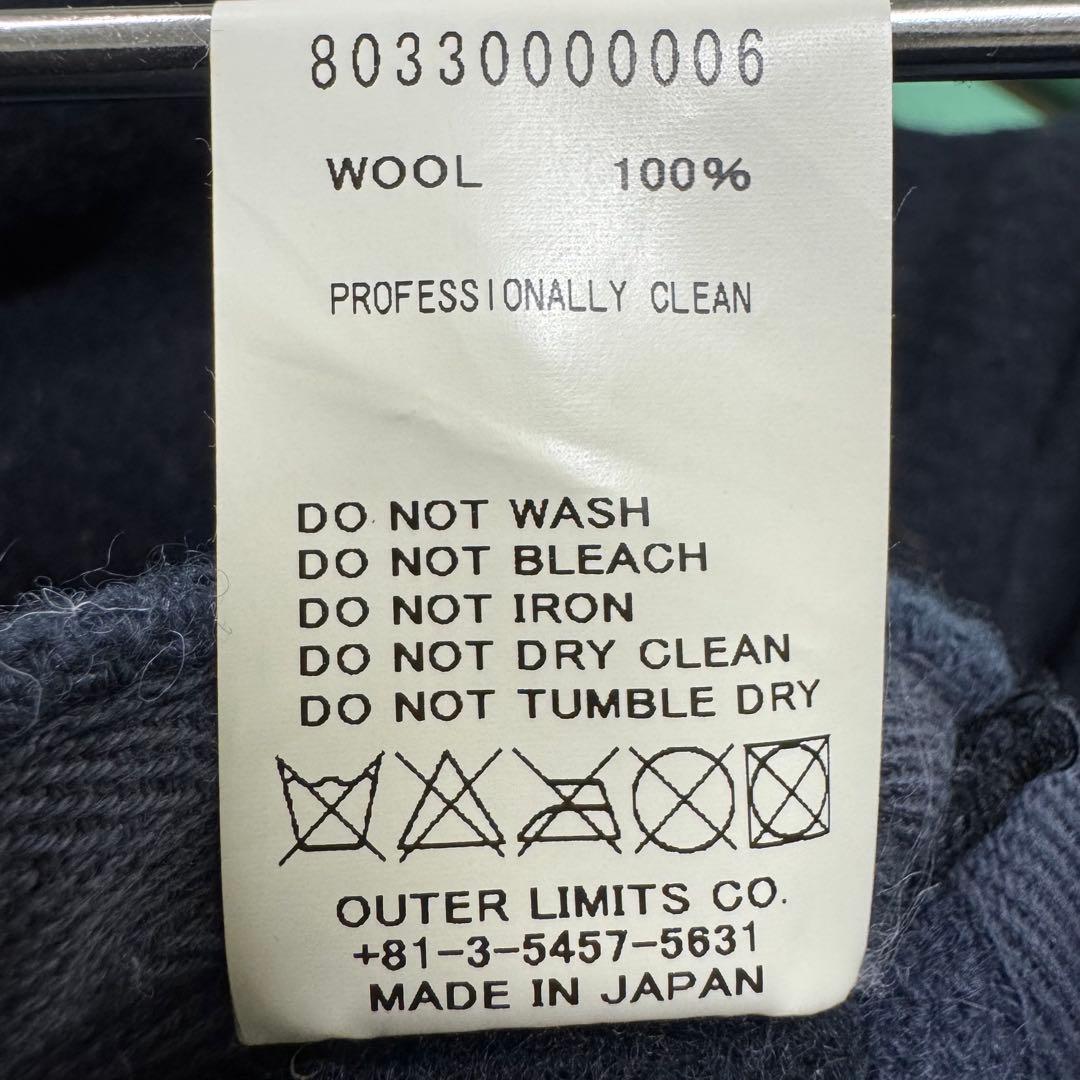 80330000006
WOOL 100%
PROFESSIONALLY CLEAN
DO NOT WASH
DO NOT BLEACH
DO NOT IRON
DO NOT DRY CLEAN
DO NOT TUMBLE DRY
OUTER LIMITS CO.
+81-3-5457-5631
MADE IN JAPAN